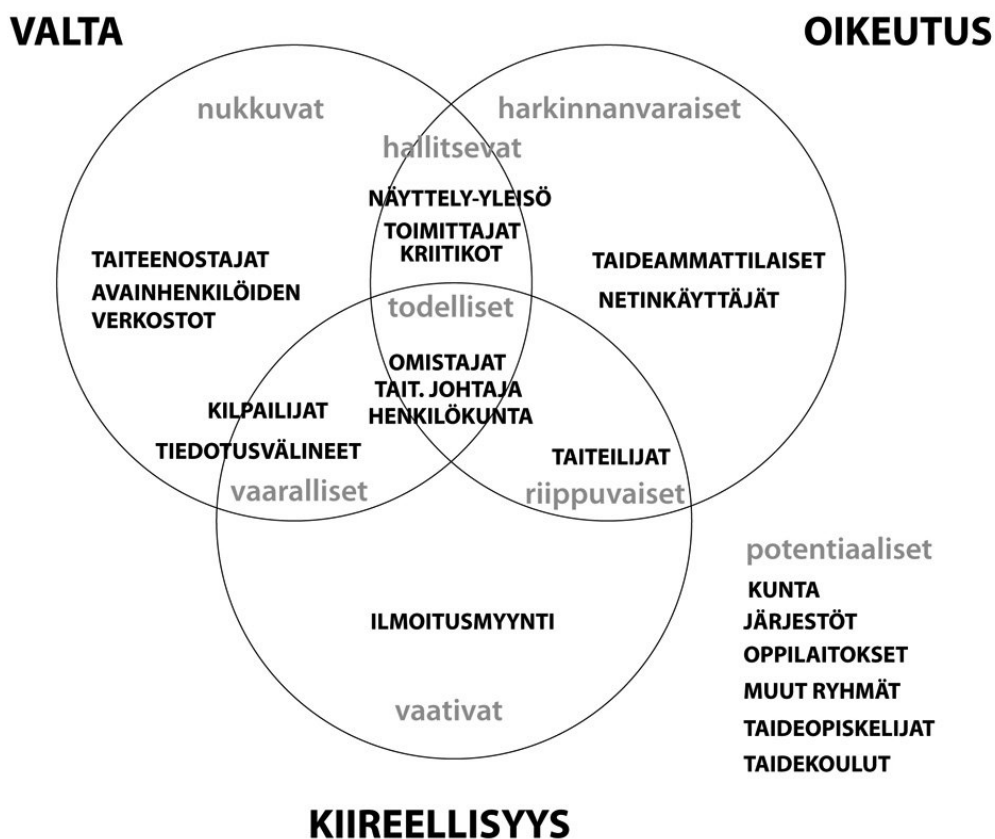 VALTA
OIKEUTUS
nukkuvat
harkinnanvaraiset
hallitsevat
NÄYTTELY-YLEISÖ
TOIMITTAJAT
KRIITIKOT
TAITEENOSTAJAT
AVAINHENKILÖIDEN
VERKOSTOT
TAIDEAMMATTILAISET
NETINKÄYTTÄJÄT
todelliset
OMISTAJAT
TAIT. JOHTAJA
HENKILÖKUNTA
KILPAILIJAT
TIEDOTUSVÄLINEET
vaaralliset
TAITEILIJAT
riippuvaiset
ILMOITUSMYYNTI
vaativat
potentiaaliset
KUNTA
JÄRJESTÖT
OPPILAITOKSET
MUUT RYHMÄT
TAIDEOPISKELIJAT
TAIDEKOULUT
KIIREELLISYYS